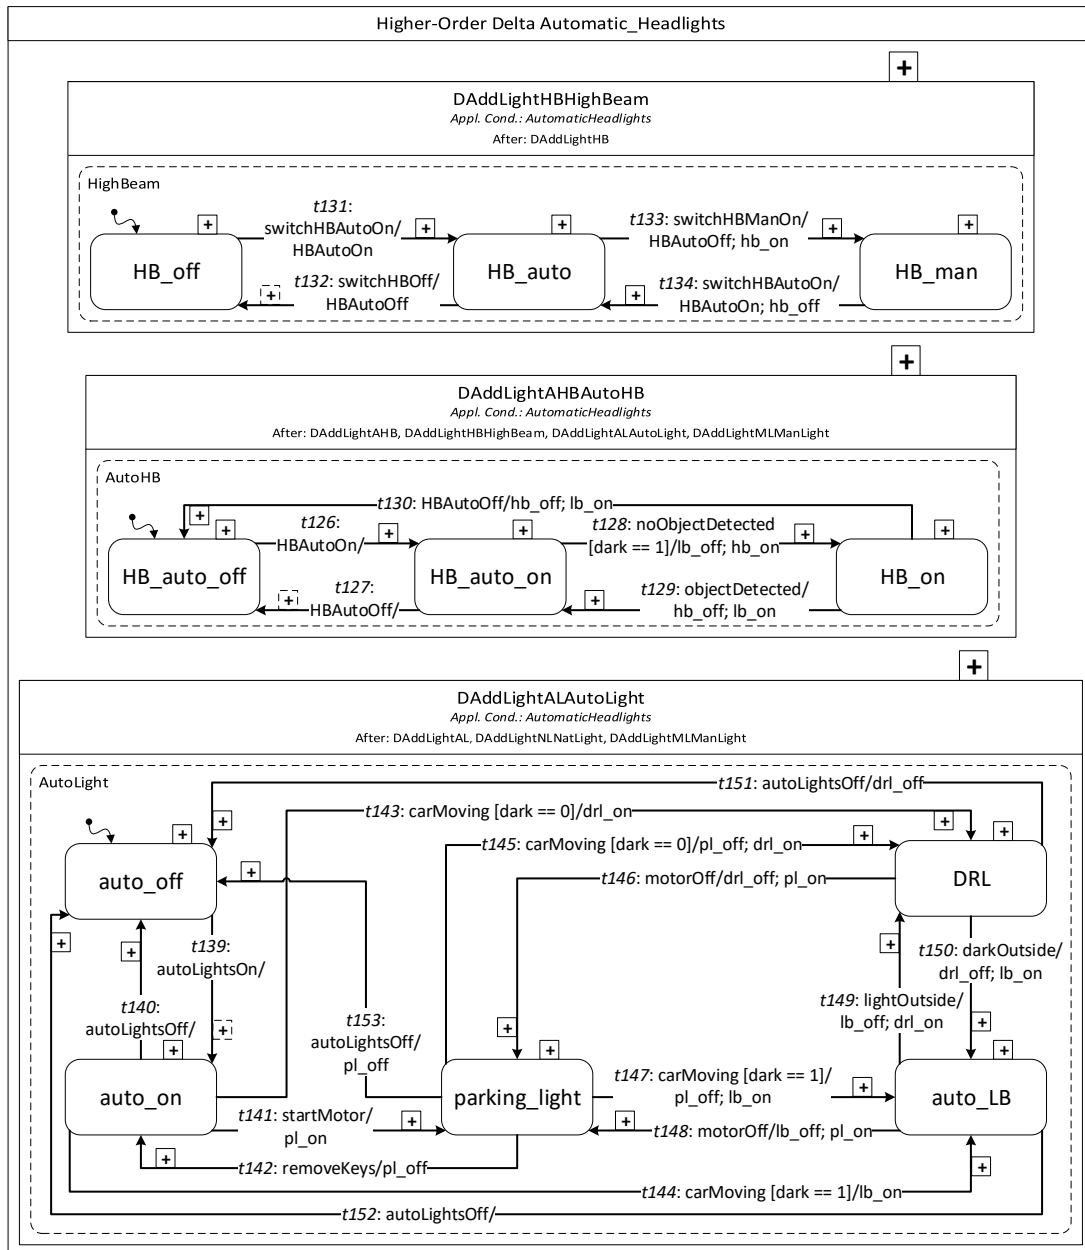 Higher-Order Delta Automatic_Headlights
+
DAddLightHBHighBeam
Appl. Cond.: AutomaticHeadlights
After: DAddLightHB
HighBeam
t131:
switchHBAutoOn/
HBAutoOn
+
+
+
t133: switchHBManOn/
HBAutoOff; hb_on
+
+
HB_off
HB_auto
HB_man
t132: switchHBOff/
HBAutoOff
+
t134: switchHBAutoOn/
HBAutoOn; hb_off
+
+
DAddLightAHBAutoHB
Appl. Cond.: AutomaticHeadlights
After: DAddLightAHB, DAddLightHBHighBeam, DAddLightALAutoLight, DAddLightMLManLight
AutoHB
t130: HBAutoOff/hb_off; lb_on
+
+
t126:
HBAutoOn/
+
+
t128: noObjectDetected
[dark == 1]/lb_off; hb_on
+
+
HB_auto_off
HB_auto_on
HB_on
t127:
HBAutoOff/
+
t129: objectDetected/
hb_off; lb_on
+
+
DAddLightALAutoLight
Appl. Cond.: AutomaticHeadlights
After: DAddLightAL, DAddLightNLNatLight, DAddLightMLManLight
AutoLight
t151: autoLightsOff/drl_off
t143: carMoving [dark == 0]/drl_on
+
+
+
+
t145: carMoving [dark == 0]/pl_off; drl_on
+
+
t146: motorOff/drl_off; pl_on
auto_off
DRL
+
+
t139:
autoLightsOn/
t140:
autoLightsOff/
+
t153:
autoLightsOff/
pl_off
t150: darkOutside/
drl_off; lb_on
t149: lightOutside/
lb_off; drl_on
+
+
+
+
+
+
auto_on
parking_light
auto_LB
t147: carMoving [dark == 1]/
pl_off; lb_on
+
t141: startMotor/
pl_on
+
t148: motorOff/lb_off; pl_on
+
t142: removeKeys/pl_off
+
t144: carMoving [dark == 1]/lb_on
+
t152: autoLightsOff/